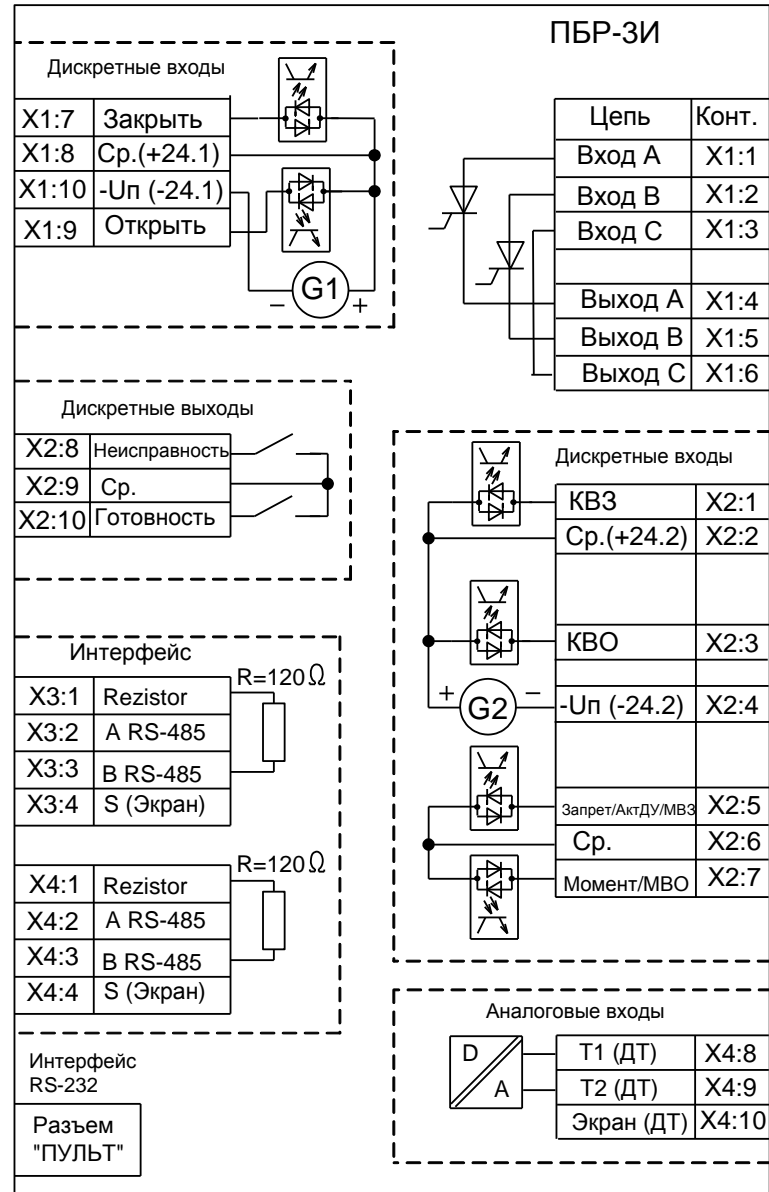 ПБР-3И
Дискретные входы
X1:7 Закрыть
X1:8 Ср.(+24.1)
X1:10 -Uп (-24.1)
X1:9 Открыть
G1
− +
Цепь Конт.
Вход A X1:1
Вход B X1:2
Вход C X1:3
Выход A X1:4
Выход B X1:5
Выход C X1:6
Дискретные выходы
X2:8 Неисправность
X2:9 Ср.
X2:10 Готовность
Дискретные входы
КВЗ X2:1
Ср.(+24.2) X2:2
КВО X2:3
+ G2 −
-Uп (-24.2) X2:4
Запрет/АктДУ/МВЗ X2:5
Ср. X2:6
Момент/МВО X2:7
Интерфейс
R=120 Ω
X3:1 Rezistor
X3:2 A RS-485
X3:3 B RS-485
X3:4 S (Экран)
R=120 Ω
X4:1 Rezistor
X4:2 A RS-485
X4:3 B RS-485
X4:4 S (Экран)
Аналоговые входы
D
A
Т1 (ДТ) X4:8
Т2 (ДТ) X4:9
Экран (ДТ) X4:10
Интерфейс
RS-232
Разъем
"ПУЛЬТ"